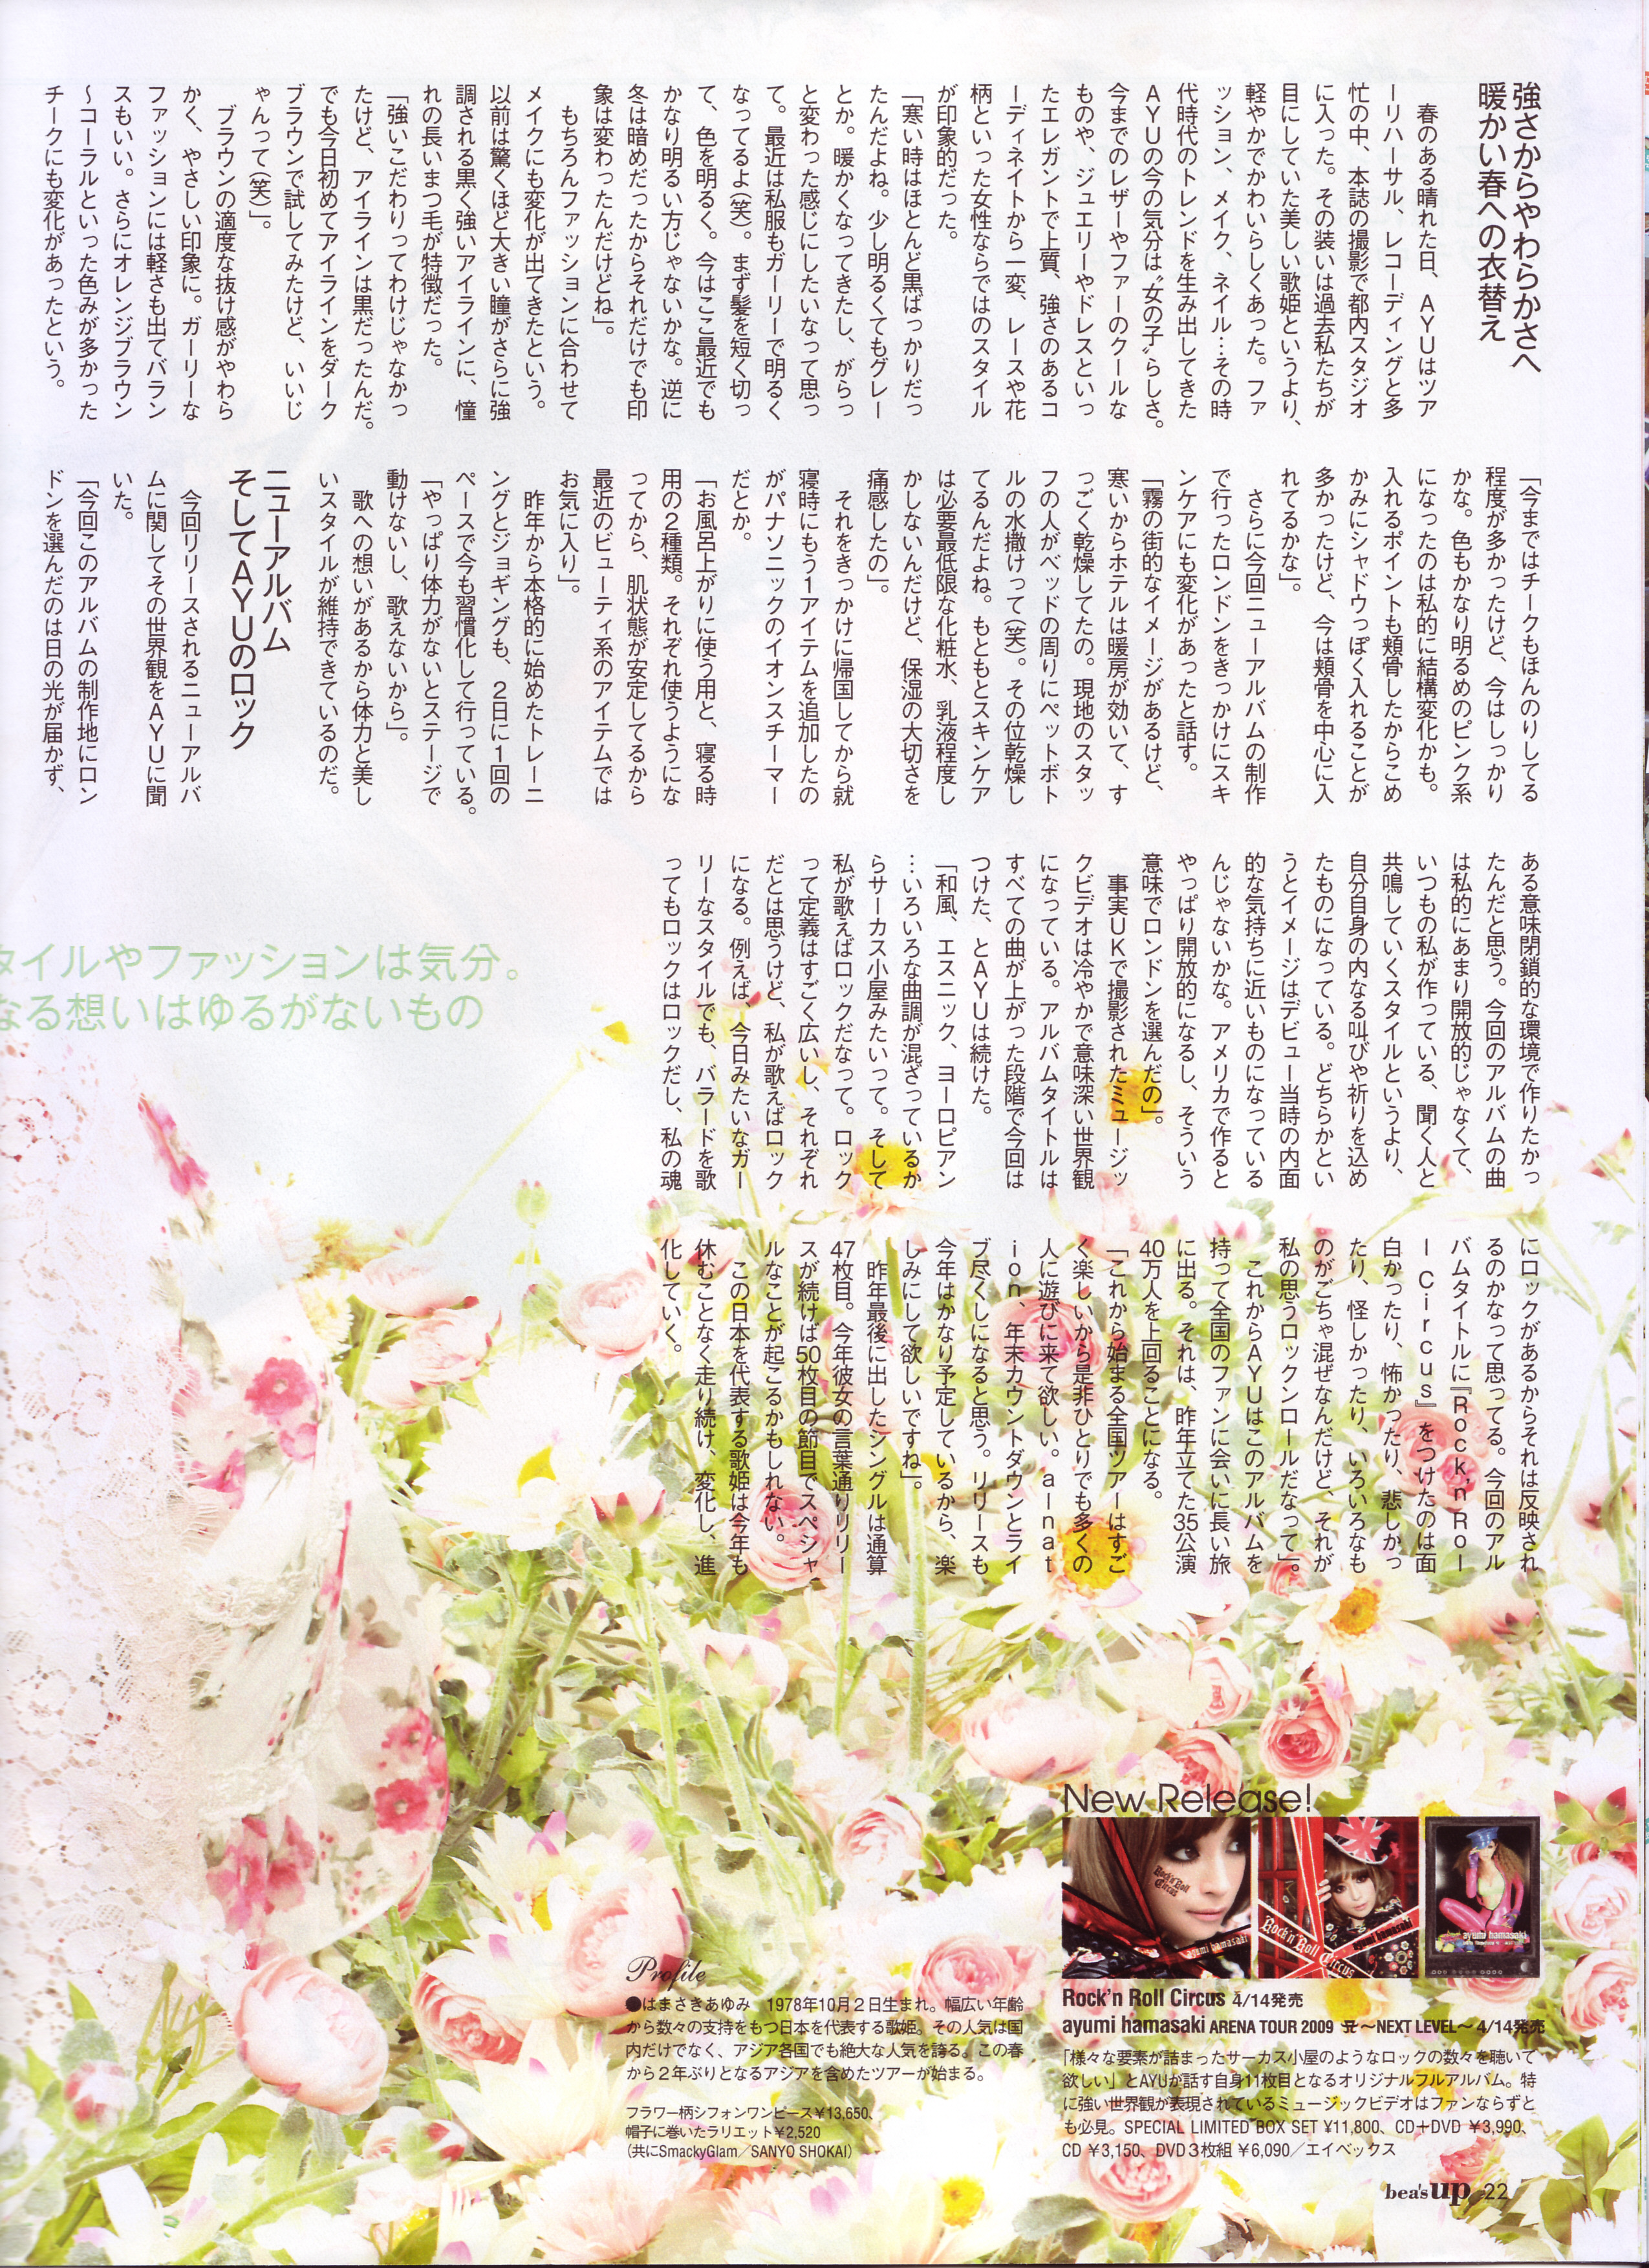 強さからやわらかさへ
暖かい春への衣替え
春のある晴れた日、AYUはツア
ーリハーサル、レコーディングと多
忙の中、本誌の撮影で都内スタジオ
に入った。その装いは過去私たちが
目にしていた美しい歌姫というより、
軽やかでかわいらしくあった。ファ
ッション、メイク、ネイル…その時
代時代のトレンドを生み出してきた
AYUの今の気分は〝女の子〟らしさ。
今までのレザーやファーのクールな
ものや、ジュエリーやドレスといっ
たエレガントで上質、強さのあるコ
ーディネイトから一変、レースや花
柄といった女性ならではのスタイル
が印象的だった。
「寒い時はほとんど黒ばっかりだっ
たんだよね。少し明るくてもグレー
とか。暖かくなってきたし、がらっ
と変わった感じにしたいなって思っ
て。最近は私服もガーリーで明るく
なってるよ(笑)。まず髪を短く切っ
て、色を明るく。今はここ最近でも
かなり明るい方じゃないかな。逆に
冬は暗めだったからそれだけでも印
象は変わったんだけどね」。
もちろんファッションに合わせて
メイクにも変化が出てきたという。
以前は驚くほど大きい瞳がさらに強
調される黒く強いアイラインに、憧
れの長いまつ毛が特徴だった。
「強いこだわりってわけじゃなかっ
たけど、アイラインは黒だったんだ。
でも今日初めてアイラインをダーク
ブラウンで試してみたけど、いいじ
ゃんって(笑)」。
ブラウンの適度な抜け感がやわら
かく、やさしい印象に。ガーリーな
ファッションには軽さも出てバラン
スもいい。さらにオレンジブラウン
〜コーラルといった色みが多かった
チークにも変化があったという。
「今まではチークもほんのりしてる
程度が多かったけど、今はしっかり
かな。色もかなり明るめのピンク系
になったのは私的に結構変化かも。
入れるポイントも頬骨したからこめ
かみにシャドウっぽく入れることが
多かったけど、今は頬骨を中心に入
れてるかな」。
さらに今回ニューアルバムの制作
で行ったロンドンをきっかけにスキ
ンケアにも変化があったと話す。
「霧の街的なイメージがあるけど、
寒いからホテルは暖房が効いて、す
っごく乾燥してたの。現地のスタッ
フの人がベッドの周りにペットボト
ルの水撒けって(笑)。その位乾燥し
てるんだよね。もともとスキンケア
は必要最低限な化粧水、乳液程度し
かしないんだけど、保湿の大切さを
痛感したの」。
それをきっかけに帰国してから就
寝時にもう1アイテムを追加したの
がパナソニックのイオンスチーマー
だとか。
「お風呂上がりに使う用と、寝る時
用の2種類。それぞれ使うようにな
ってから、肌状態が安定してるから
最近のビューティ系のアイテムでは
お気に入り」。
昨年から本格的に始めたトレーニ
ングとジョギングも、2日に1回の
ペースで今も習慣化して行っている。
「やっぱり体力がないとステージで
動けないし、歌えないから」。
歌への想いがあるから体力と美し
いスタイルが維持できているのだ。
ニューアルバム
そしてAYUのロック
今回リリースされるニューアルバ
ムに関してその世界観をAYUに聞
いた。
「今回このアルバムの制作地にロン
ドンを選んだのは日の光が届かず、
ある意味閉鎖的な環境で作りたかっ
たんだと思う。今回のアルバムの曲
は私的にあまり開放的じゃなくて、
いつもの私が作っている、聞く人と
共鳴していくスタイルというより、
自分自身の内なる叫びや祈りを込め
たものになっている。どちらかとい
うとイメージはデビュー当時の内面
的な気持ちに近いものになっている
んじゃないかな。アメリカで作ると
やっぱり開放的になるし、そういう
意味でロンドンを選んだの」。
事実UKで撮影されたミュージッ
クビデオは冷ややかで意味深い世界観
になっている。アルバムタイトルは
すべての曲が上がった段階で今回は
つけた、とAYUは続けた。
「和風、エスニック、ヨーロピアン
…いろいろな曲調が混ざっているか
らサーカス小屋みたいって。そして
私が歌えばロックだなって。ロック
って定義はすごく広いし、それぞれ
だとは思うけど、私が歌えばロック
になる。例えば、今日みたいなガー
リーなスタイルでも、バラードを歌
ってもロックはロックだし、私の魂
にロックがあるからそれは反映され
るのかなって思ってる。今回のアル
バムタイトルに『Rock'n'Rol
l Circus』をつけたのは面
白かったり、怖かったり、悲しかっ
たり、怪しかったり、いろいろなも
のがごちゃ混ぜなんだけど、それが
私の思うロックンロールだなって」。
これからAYUはこのアルバムを
持って全国のファンに会いに長い旅
に出る。それは、昨年立てた35公演
40万人を上回ることになる。
「これから始まる全国ツアーはすご
く楽しいから是非ひとりでも多くの
人に遊びに来て欲しい。a-nat
ion、年末カウントダウンとライ
ブ尽くしになると思う。リリースも
今年はかなり予定しているから、楽
しみにして欲しいですね」。
昨年最後に出したシングルは通算
47枚目。今年彼女の言葉通りリリー
スが続けば50枚目の節目でスペシャ
ルなことが起こるかもしれない。
この日本を代表する歌姫は今年も
休むことなく走り続け、変化し、進
化していく。
タイルやファッションは気分。
なる想いはゆるがないもの
New Release!
Rock'n'Roll Circus
ayumi hamasaki
Rock'n'Roll Circus
ayumi hamasaki
ayumi hamasaki
Rock'n Roll Circus 4/14発売
ayumi hamasaki ARENA TOUR 2009 A 〜NEXT LEVEL〜 4/14発売
「様々な要素が詰まったサーカス小屋のようなロックの数々を聴いて
欲しい」とAYUが話す自身11枚目となるオリジナルフルアルバム。特
に強い世界観が表現されているミュージックビデオはファンならずと
も必見。SPECIAL LIMITED BOX SET ¥11,800、CD+DVD ¥3,990、
CD ¥3,150、DVD3枚組 ¥6,090／エイベックス
Profile
●はまさきあゆみ 1978年10月2日生まれ。幅広い年齢
から数々の支持をもつ日本を代表する歌姫。その人気は国
内だけでなく、アジア各国でも絶大な人気を誇る。この春
から2年ぶりとなるアジアを含めたツアーが始まる。
フラワー柄シフォンワンピース¥13,650、
帽子に巻いたラリエット¥2,520
(共にSmackyGlam／SANYO SHOKAI)
bea's up 22